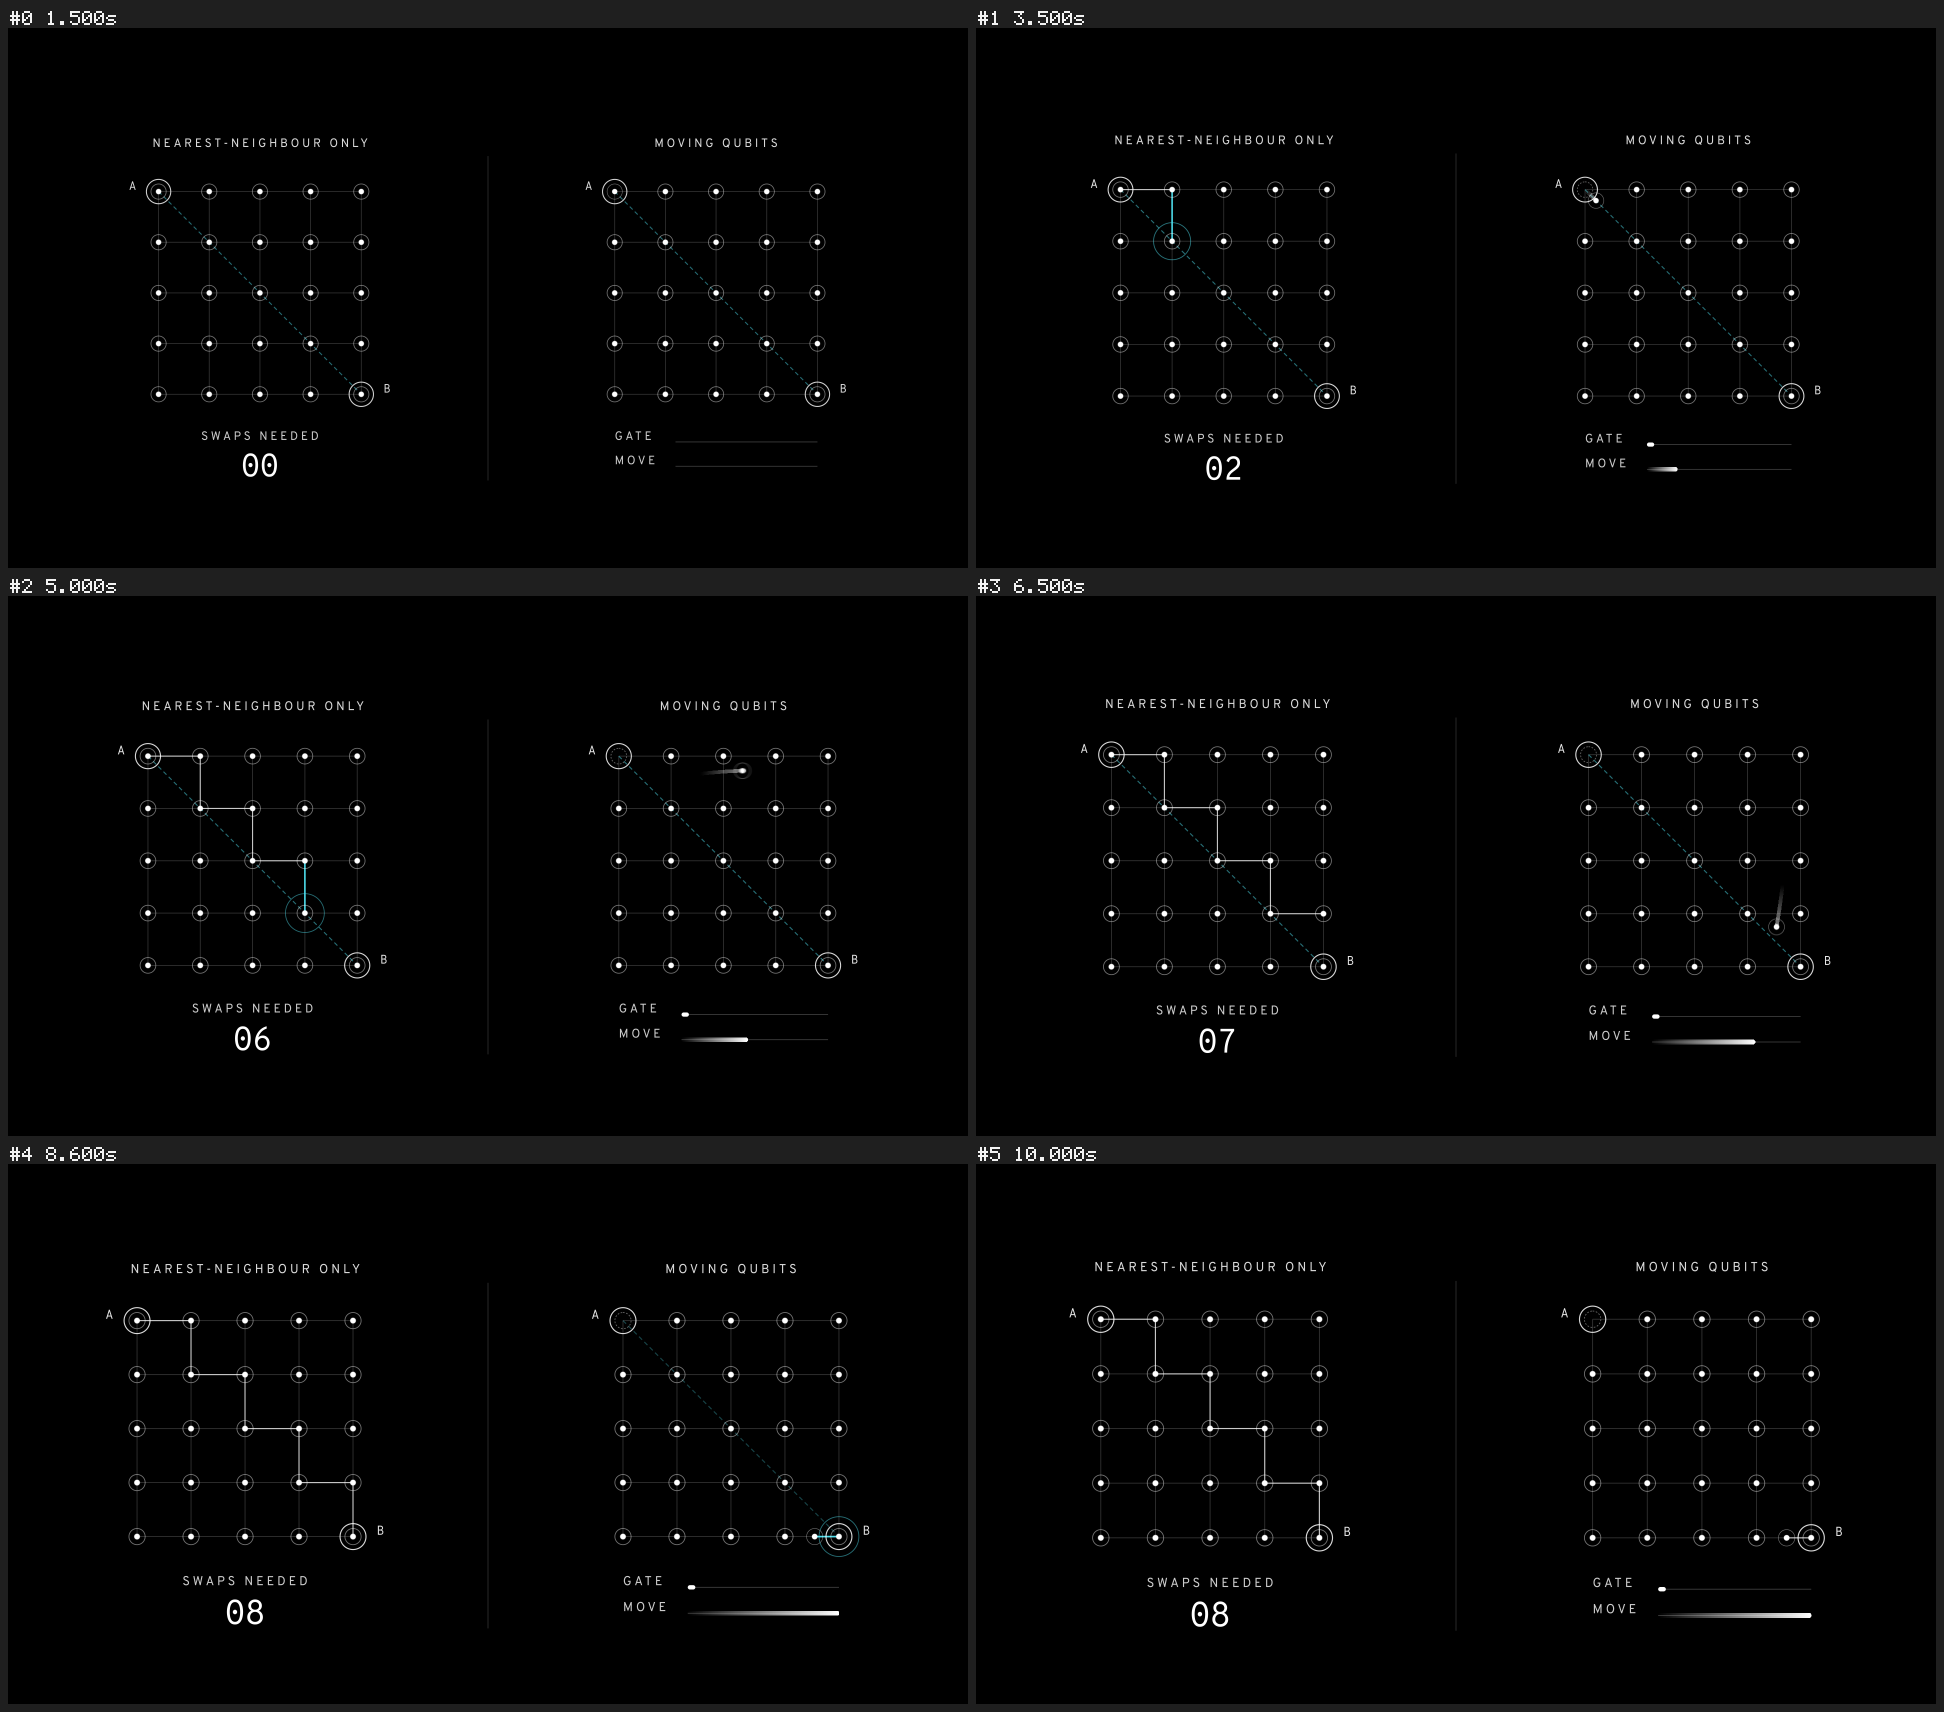 #0 1.500s
NEAREST-NEIGHBOUR ONLY
MOVING QUBITS
A
A
B
B
SWAPS NEEDED
00
GATE
MOVE
#1 3.500s
NEAREST-NEIGHBOUR ONLY
MOVING QUBITS
A
A
B
B
SWAPS NEEDED
02
GATE
MOVE
#2 5.000s
NEAREST-NEIGHBOUR ONLY
MOVING QUBITS
A
A
B
B
SWAPS NEEDED
06
GATE
MOVE
#3 6.500s
NEAREST-NEIGHBOUR ONLY
MOVING QUBITS
A
A
B
B
SWAPS NEEDED
07
GATE
MOVE
#4 8.600s
NEAREST-NEIGHBOUR ONLY
MOVING QUBITS
A
A
B
B
SWAPS NEEDED
08
GATE
MOVE
#5 10.000s
NEAREST-NEIGHBOUR ONLY
MOVING QUBITS
A
A
B
B
SWAPS NEEDED
08
GATE
MOVE